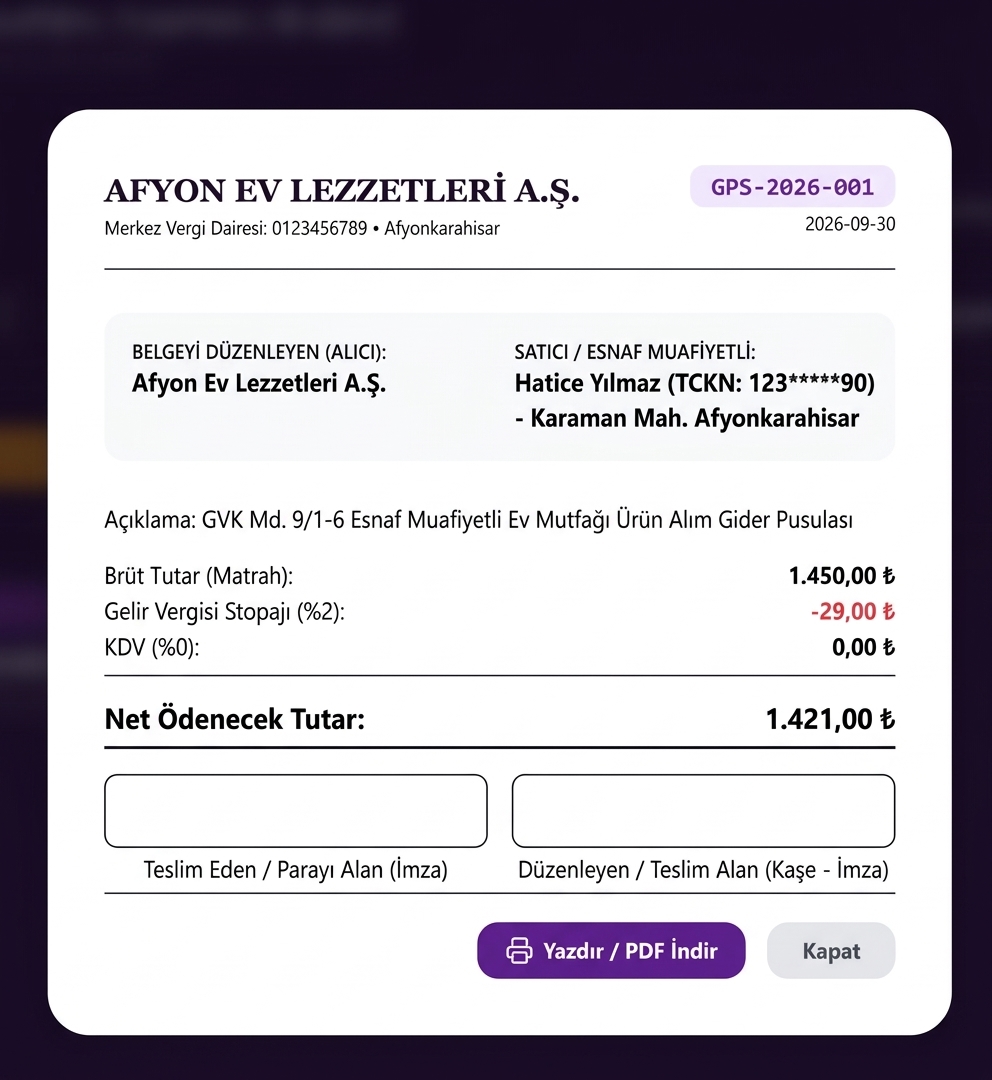 AFYON EV LEZZETLERİ A.Ş.
GPS-2026-001
Merkez Vergi Dairesi: 0123456789 • Afyonkarahisar
2026-09-30
BELGEYİ DÜZENLEYEN (ALICI):
Afyon Ev Lezzetleri A.Ş.
SATICI / ESNAF MUAFİYETLİ:
Hatice Yılmaz (TCKN: 123*****90)
- Karaman Mah. Afyonkarahisar
Açıklama: GVK Md. 9/1-6 Esnaf Muafiyetli Ev Mutfağı Ürün Alım Gider Pusulası
Brüt Tutar (Matrah): 1.450,00 ₺
Gelir Vergisi Stopajı (%2): -29,00 ₺
KDV (%0): 0,00 ₺
Net Ödenecek Tutar: 1.421,00 ₺
Teslim Eden / Parayı Alan (İmza)
Düzenleyen / Teslim Alan (Kaşe - İmza)
Yazdır / PDF İndir
Kapat